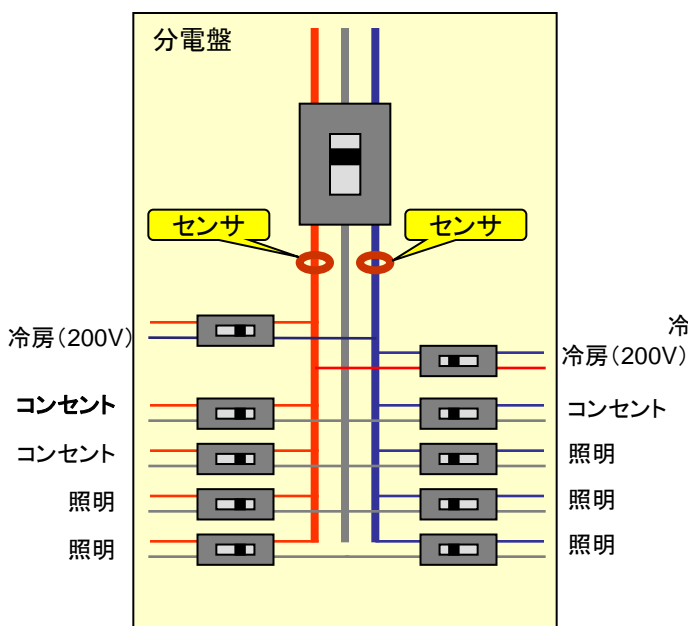 分電盤
センサ
センサ
冷房(200V)
冷
冷房(200V)
コンセント
コンセント
コンセント
照明
照明
照明
照明
照明